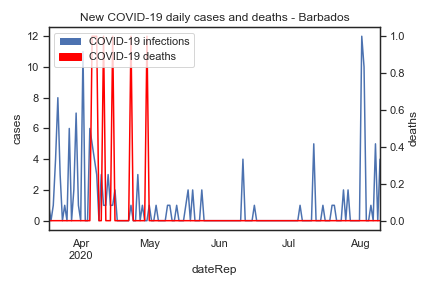 New COVID-19 daily cases and deaths - Barbados
COVID-19 infections
COVID-19 deaths
12
10
8
6
4
2
0
cases
1.0
0.8
0.6
0.4
0.2
0.0
deaths
Apr
2020
May
Jun
Jul
Aug
dateRep